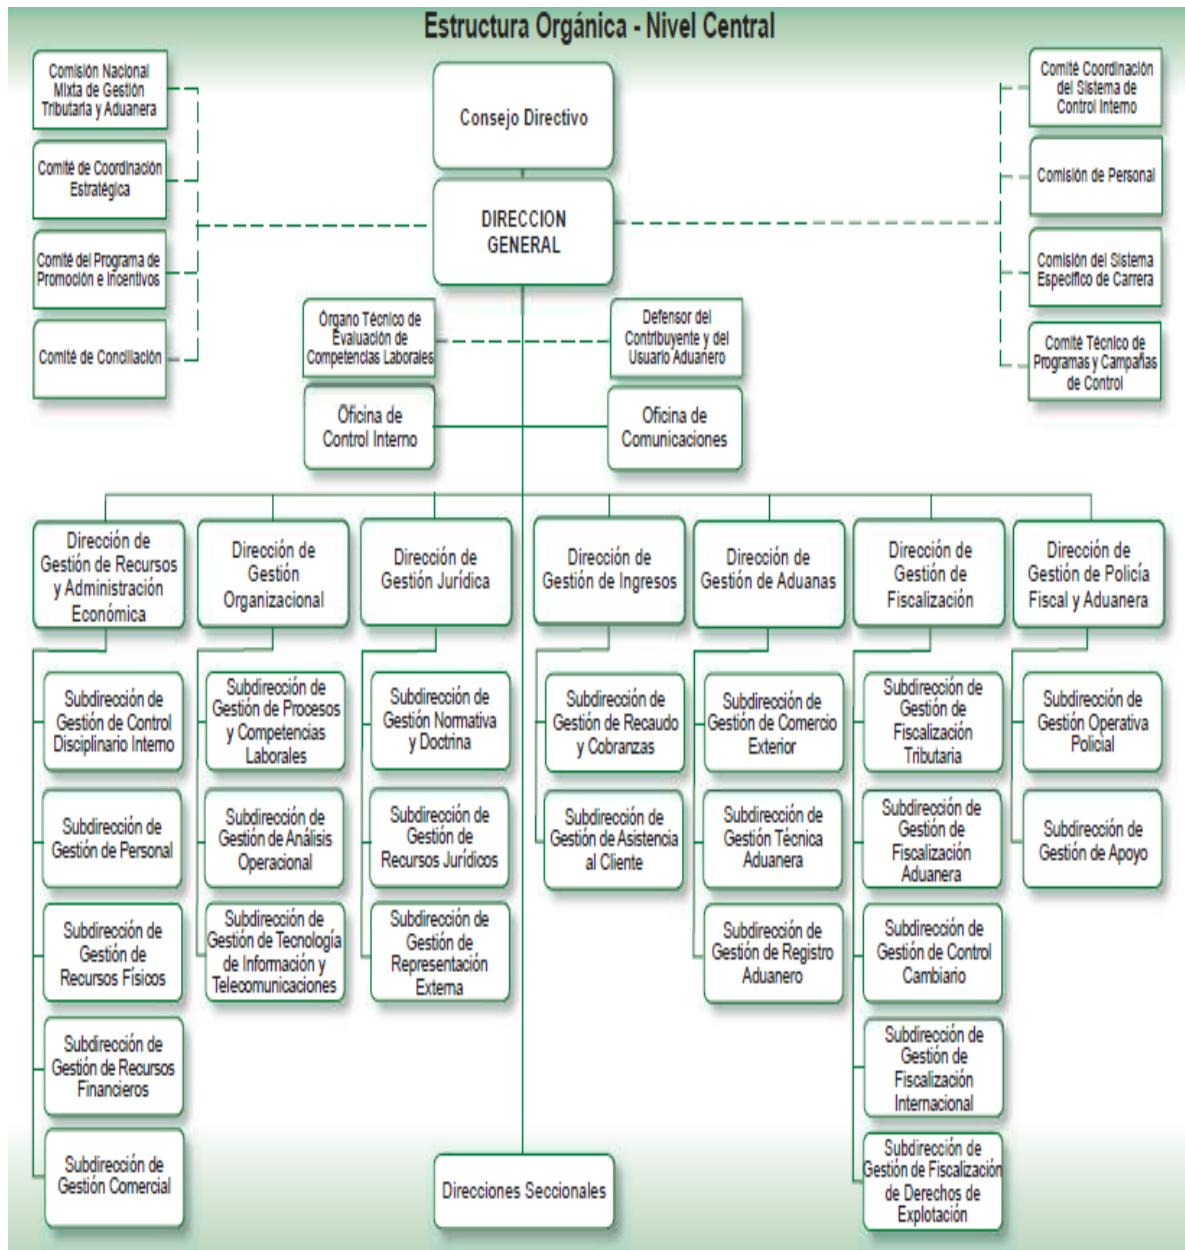 Estructura Orgánica - Nivel Central
Comisión Nacional
Mixta de Gestión
Tributaria y Aduanera
Comité de Coordinación
Estratégica
Comité del Programa de
Promoción e Incentivos
Comité de Conciliación
Consejo Directivo
DIRECCION
GENERAL
Comité Coordinación
del Sistema de
Control Interno
Comisión de Personal
Comisión del Sistema
Específico de Carrera
Comité Técnico de
Programas y Campañas
de Control
Órgano Técnico de
Evaluación de
Competencias Laborales
Defensor del
Contribuyente y del
Usuario Aduanero
Oficina de
Control Interno
Oficina de
Comunicaciones
Dirección de
Gestión de Recursos
y Administración
Económica
Subdirección de
Gestión de Control
Disciplinario Interno
Subdirección de
Gestión de Personal
Subdirección de
Gestión de
Recursos Físicos
Subdirección de
Gestión de Recursos
Financieros
Subdirección de
Gestión Comercial
Dirección de
Gestión
Organizacional
Subdirección de
Gestión de Procesos
y Competencias
Laborales
Subdirección de
Gestión de Análisis
Operacional
Subdirección de
Gestión de Tecnología
de Información y
Telecomunicaciones
Dirección de
Gestión Jurídica
Subdirección de
Gestión Normativa
y Doctrina
Subdirección de
Gestión de
Recursos Jurídicos
Subdirección de
Gestión de
Representación
Externa
Dirección de
Gestión de Ingresos
Subdirección de
Gestión de Recaudo
y Cobranzas
Subdirección de
Gestión de Asistencia
al Cliente
Dirección de
Gestión de Aduanas
Subdirección de
Gestión de Comercio
Exterior
Subdirección de
Gestión Técnica
Aduanera
Subdirección de
Gestión de Registro
Aduanero
Dirección de
Gestión de
Fiscalización
Subdirección de
Gestión de
Fiscalización
Tributaria
Subdirección de
Gestión de
Fiscalización
Aduanera
Subdirección de
Gestión de Control
Cambiario
Subdirección de
Gestión de
Fiscalización
Internacional
Subdirección de
Gestión de Fiscalización
de Derechos de
Explotación
Dirección de
Gestión de Policía
Fiscal y Aduanera
Subdirección de
Gestión Operativa
Policial
Subdirección de
Gestión de Apoyo
Direcciones Seccionales